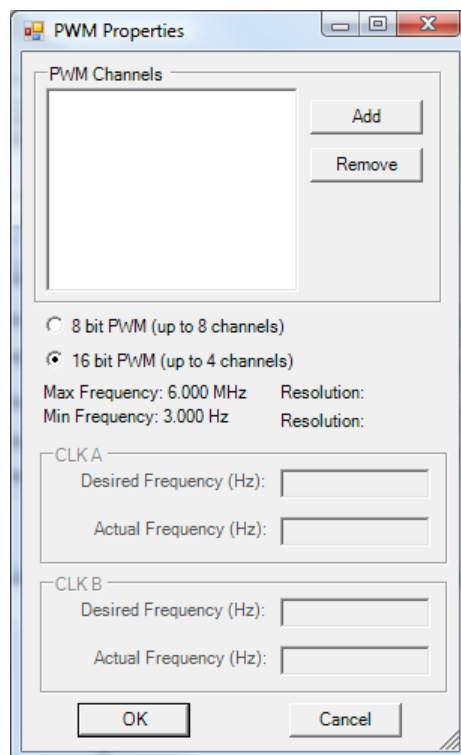 PWM Properties
PWM Channels
Add
Remove
8 bit PWM (up to 8 channels)
16 bit PWM (up to 4 channels)
Max Frequency: 6.000 MHz Resolution:
Min Frequency: 3.000 Hz Resolution:
CLK A
Desired Frequency (Hz):
Actual Frequency (Hz):
CLK B
Desired Frequency (Hz):
Actual Frequency (Hz):
OK Cancel